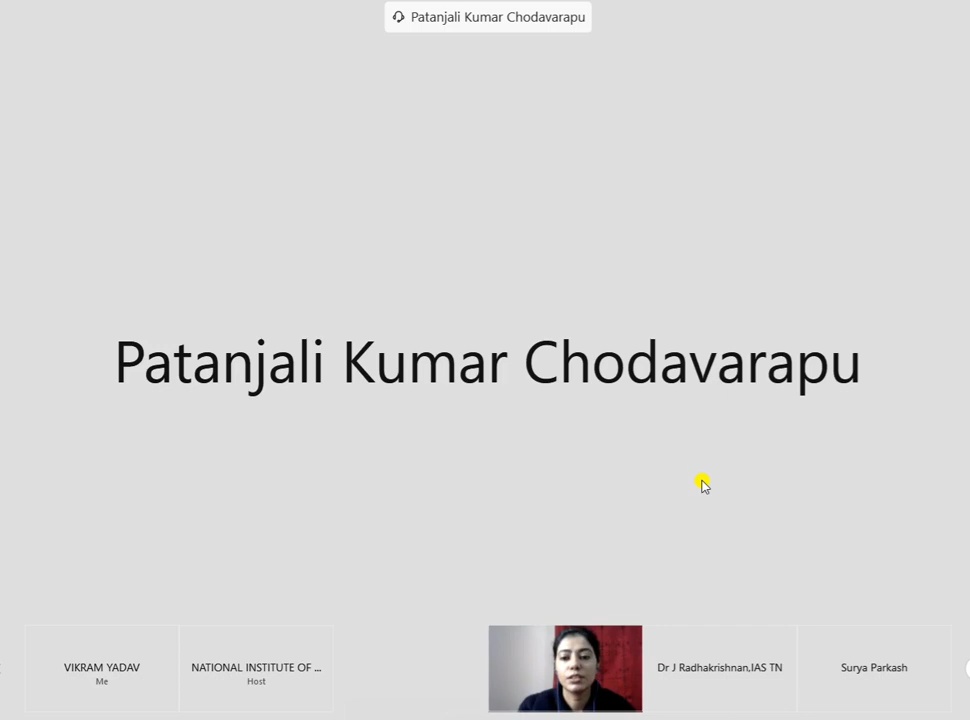 Patanjali Kumar Chodavarapu
Patanjali Kumar Chodavarapu
VIKRAM YADAV
Me
NATIONAL INSTITUTE OF ...
Host
Dr J Radhakrishnan,IAS TN
Surya Parkash